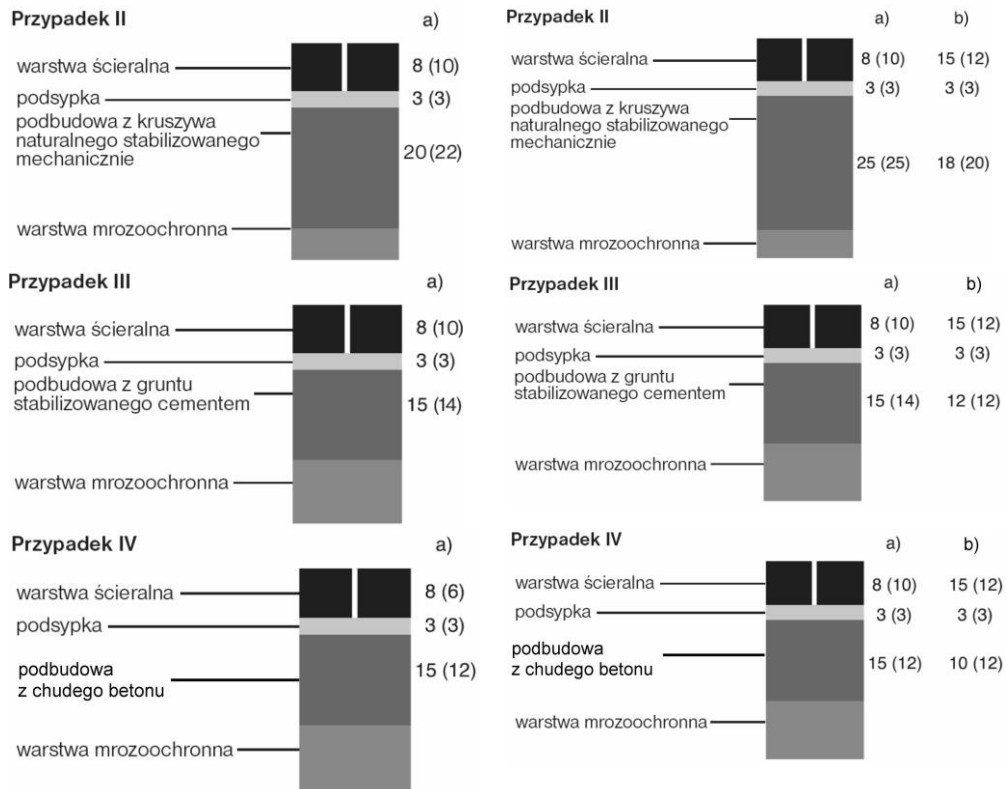 Przypadek II a)
warstwa ścieralna 8 (10)
podsypka 3 (3)
podbudowa z kruszywa
naturalnego stabilizowanego
mechanicznie 20 (22)
warstwa mrozoochronna
Przypadek II a) b)
warstwa ścieralna 8 (10) 15 (12)
podsypka 3 (3) 3 (3)
podbudowa z kruszywa
naturalnego stabilizowanego
mechanicznie
25 (25) 18 (20)
warstwa mrozoochronna
Przypadek III a)
warstwa ścieralna 8 (10)
podsypka 3 (3)
podbudowa z gruntu
stabilizowanego cementem 15 (14)
warstwa mrozoochronna
Przypadek III a) b)
warstwa ścieralna 8 (10) 15 (12)
podsypka 3 (3) 3 (3)
podbudowa z gruntu
stabilizowanego cementem 15 (14) 12 (12)
warstwa mrozoochronna
Przypadek IV a)
warstwa ścieralna 8 (6)
podsypka 3 (3)
podbudowa 15 (12)
z chudego betonu
warstwa mrozoochronna
Przypadek IV a) b)
warstwa ścieralna 8 (10) 15 (12)
podsypka 3 (3) 3 (3)
podbudowa
z chudego betonu 15 (12) 10 (12)
warstwa mrozoochronna